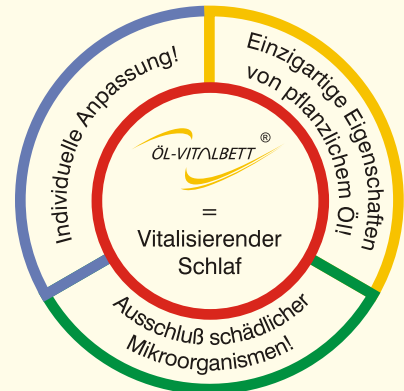 Individuelle Anpassung!
Einzigartige Eigenschaften
von pflanzlichem Öl!
ÖL-VITALBETT ®
=
Vitalisierender
Schlaf
Ausschluß schädlicher
Mikroorganismen!